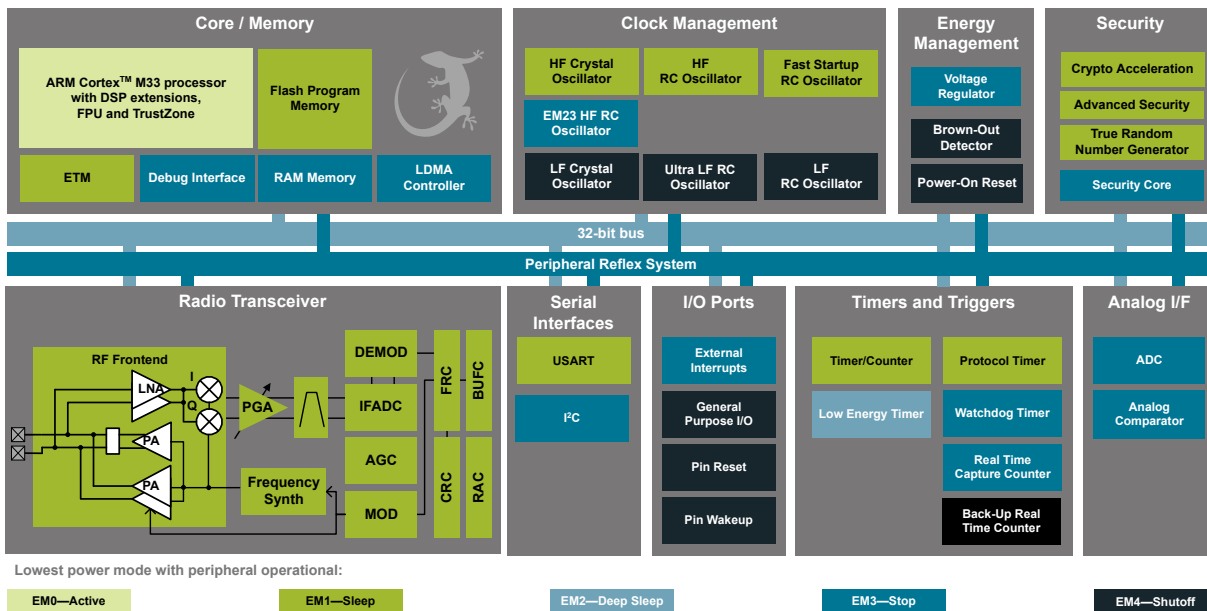 Core / Memory
ARM Cortex™ M33 processor
with DSP extensions,
FPU and TrustZone
Flash Program
Memory
ETM
Debug Interface
RAM Memory
LDMA
Controller
Clock Management
HF Crystal
Oscillator
HF
RC Oscillator
Fast Startup
RC Oscillator
EM23 HF RC
Oscillator
LF Crystal
Oscillator
Ultra LF RC
Oscillator
LF
RC Oscillator
Energy
Management
Voltage
Regulator
Brown-Out
Detector
Power-On Reset
Security
Crypto Acceleration
Advanced Security
True Random
Number Generator
Security Core
32-bit bus
Peripheral Reflex System
Radio Transceiver
RF Frontend
LNA
I
Q
PA
PA
PGA
Frequency
Synth
DEMOD
IFADC
AGC
MOD
FRC
BUFC
CRC
RAC
Serial
Interfaces
USART
I²C
I/O Ports
External
Interrupts
General
Purpose I/O
Pin Reset
Pin Wakeup
Timers and Triggers
Timer/Counter
Protocol Timer
Low Energy Timer
Watchdog Timer
Real Time
Capture Counter
Back-Up Real
Time Counter
Analog I/F
ADC
Analog
Comparator
Lowest power mode with peripheral operational:
EM0—Active
EM1—Sleep
EM2—Deep Sleep
EM3—Stop
EM4—Shutoff